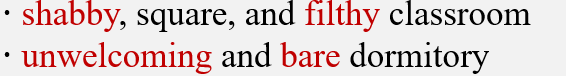 · shabby, square, and filthy classroom
· unwelcoming and bare dormitory